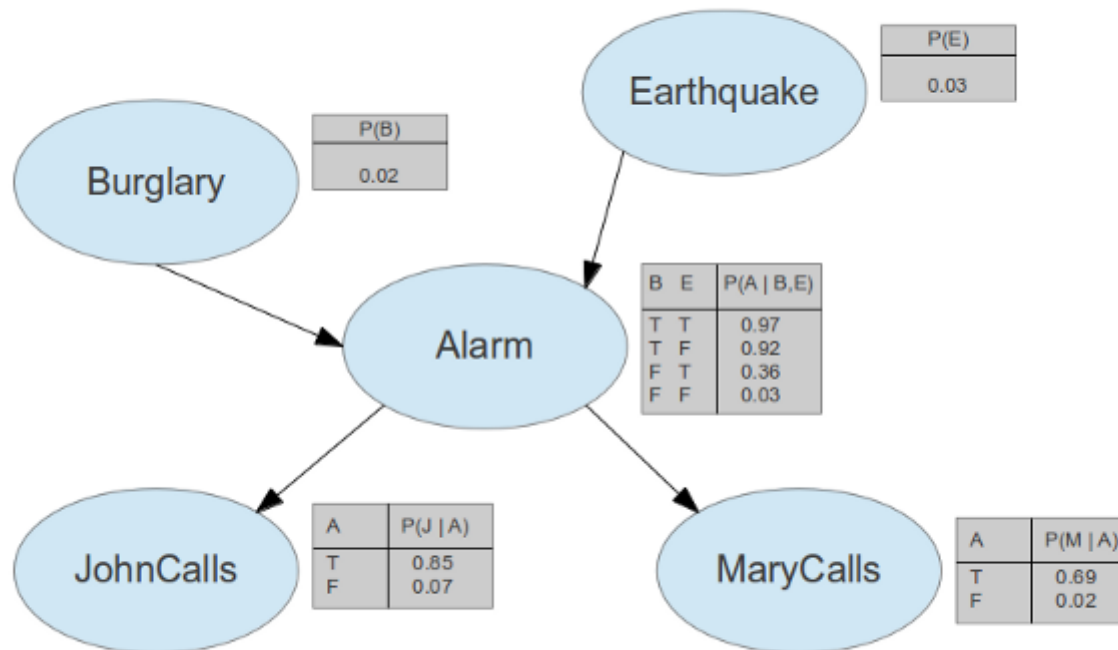 P(E)
0.03
Earthquake
P(B)
0.02
Burglary
B E P(A | B,E)
T T 0.97
T F 0.92
F T 0.36
F F 0.03
Alarm
A P(J | A)
T 0.85
F 0.07
JohnCalls
A P(M | A)
T 0.69
F 0.02
MaryCalls